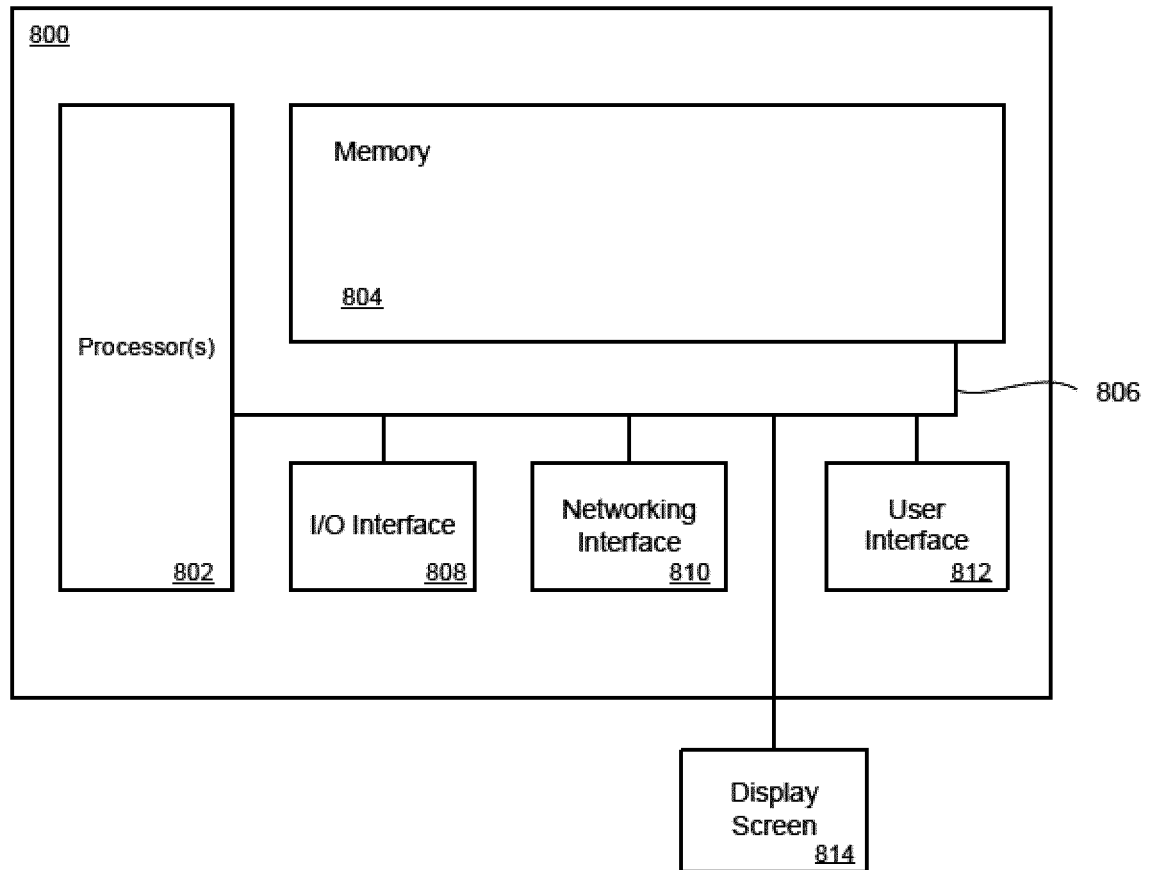 800
Memory
804
Processor(s)
802
806
I/O Interface
808
Networking
Interface
810
User
Interface
812
Display
Screen
814